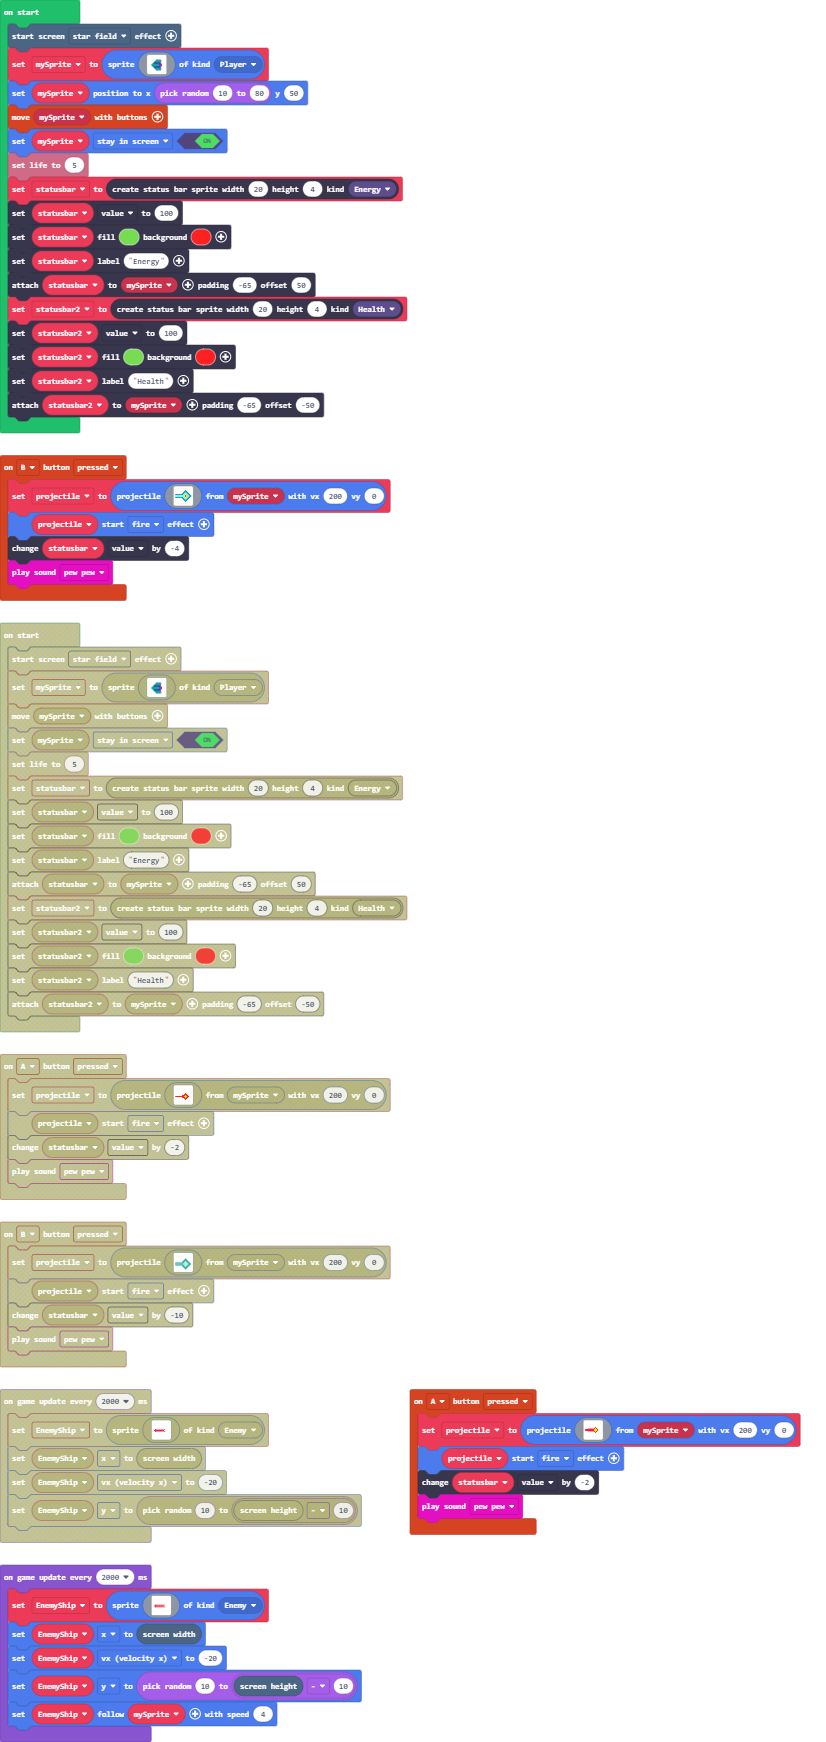 on start
start screen star field effect
set mySprite to sprite of kind Player
set mySprite position to x pick random 10 to 80 y 50
move mySprite with buttons
set mySprite stay in screen ON
set life to 5
set statusbar to create status bar sprite width 20 height 4 kind Energy
set statusbar value to 100
set statusbar fill background
set statusbar label "Energy"
attach statusbar to mySprite padding -65 offset 50
set statusbar2 to create status bar sprite width 20 height 4 kind Health
set statusbar2 value to 100
set statusbar2 fill background
set statusbar2 label "Health"
attach statusbar2 to mySprite padding -65 offset -50
on B button pressed
set projectile to projectile from mySprite with vx 200 vy 0
projectile start fire effect
change statusbar value by -4
play sound pew pew
on start
start screen star field effect
set mySprite to sprite of kind Player
move mySprite with buttons
set mySprite stay in screen ON
set life to 5
set statusbar to create status bar sprite width 20 height 4 kind Energy
set statusbar value to 100
set statusbar fill background
set statusbar label "Energy"
attach statusbar to mySprite padding -65 offset 50
set statusbar2 to create status bar sprite width 20 height 4 kind Health
set statusbar2 value to 100
set statusbar2 fill background
set statusbar2 label "Health"
attach statusbar2 to mySprite padding -65 offset -50
on A button pressed
set projectile to projectile from mySprite with vx 200 vy 0
projectile start fire effect
change statusbar value by -2
play sound pew pew
on B button pressed
set projectile to projectile from mySprite with vx 200 vy 0
projectile start fire effect
change statusbar value by -10
play sound pew pew
on game update every 2000 ms
set EnemyShip to sprite of kind Enemy
set EnemyShip x to screen width
set EnemyShip vx (velocity x) to -20
set EnemyShip y to pick random 10 to screen height - 10
on A button pressed
set projectile to projectile from mySprite with vx 200 vy 0
projectile start fire effect
change statusbar value by -2
play sound pew pew
on game update every 2000 ms
set EnemyShip to sprite of kind Enemy
set EnemyShip x to screen width
set EnemyShip vx (velocity x) to -20
set EnemyShip y to pick random 10 to screen height - 10
set EnemyShip follow mySprite with speed 4